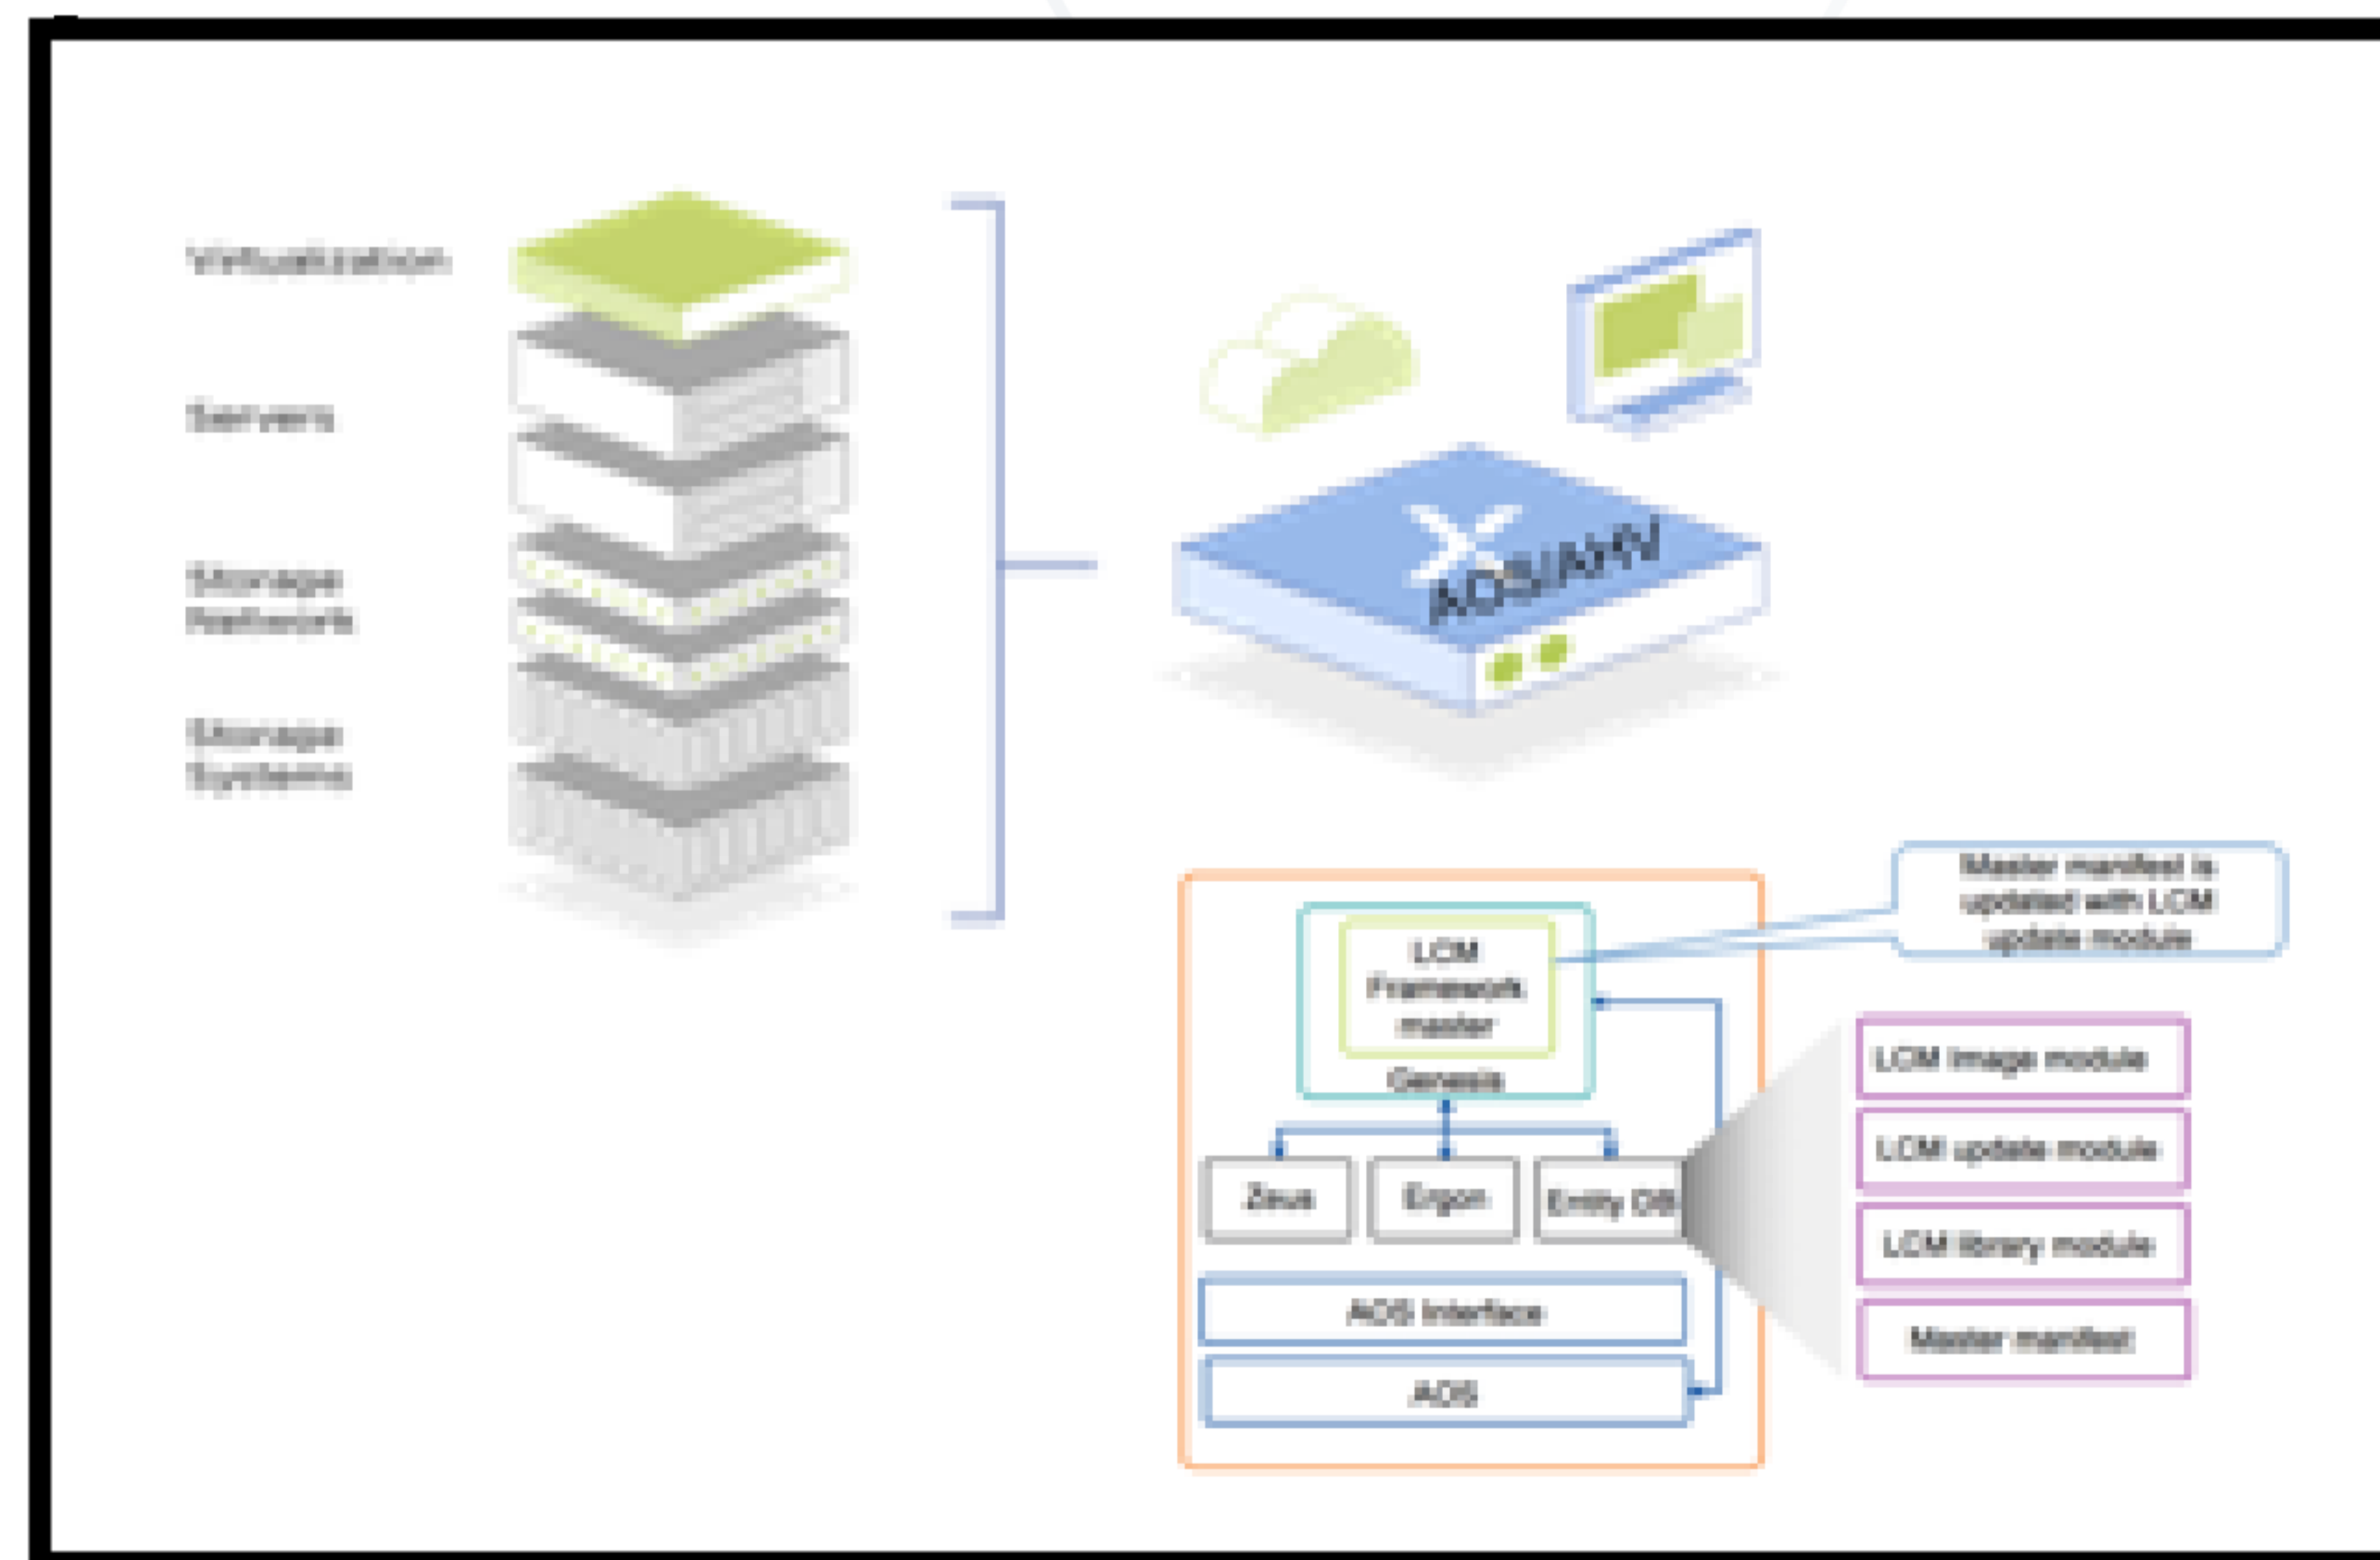 Virtualization
Servers
Storage
Network
Storage
Systems
AOS/AHV
Master manifest is
updated with LCM
update module
LCM
Framework
master
Genesis
Zeus
Ergon
Entity DB
AOS Interface
AOS
LCM image module
LCM update module
LCM library module
Master manifest